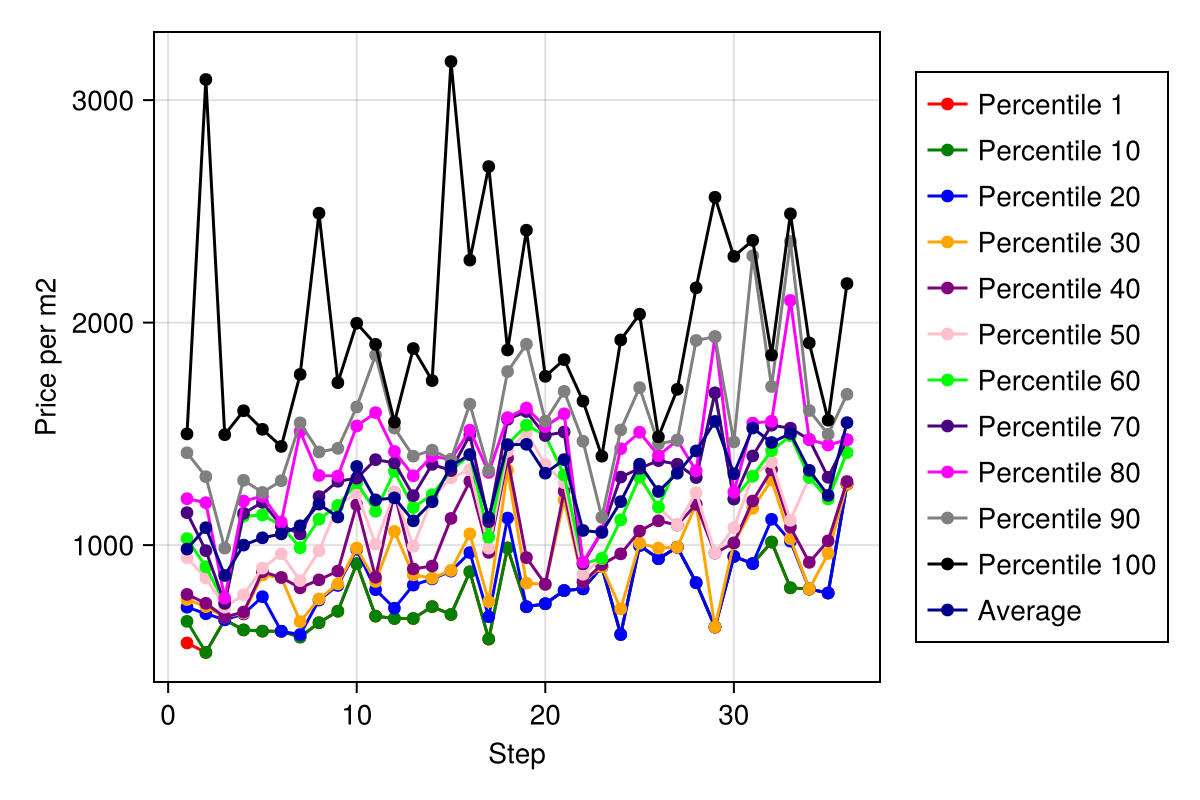 3000
2000
1000
Price per m2
0
10
20
30
Step
Percentile 1
Percentile 10
Percentile 20
Percentile 30
Percentile 40
Percentile 50
Percentile 60
Percentile 70
Percentile 80
Percentile 90
Percentile 100
Average